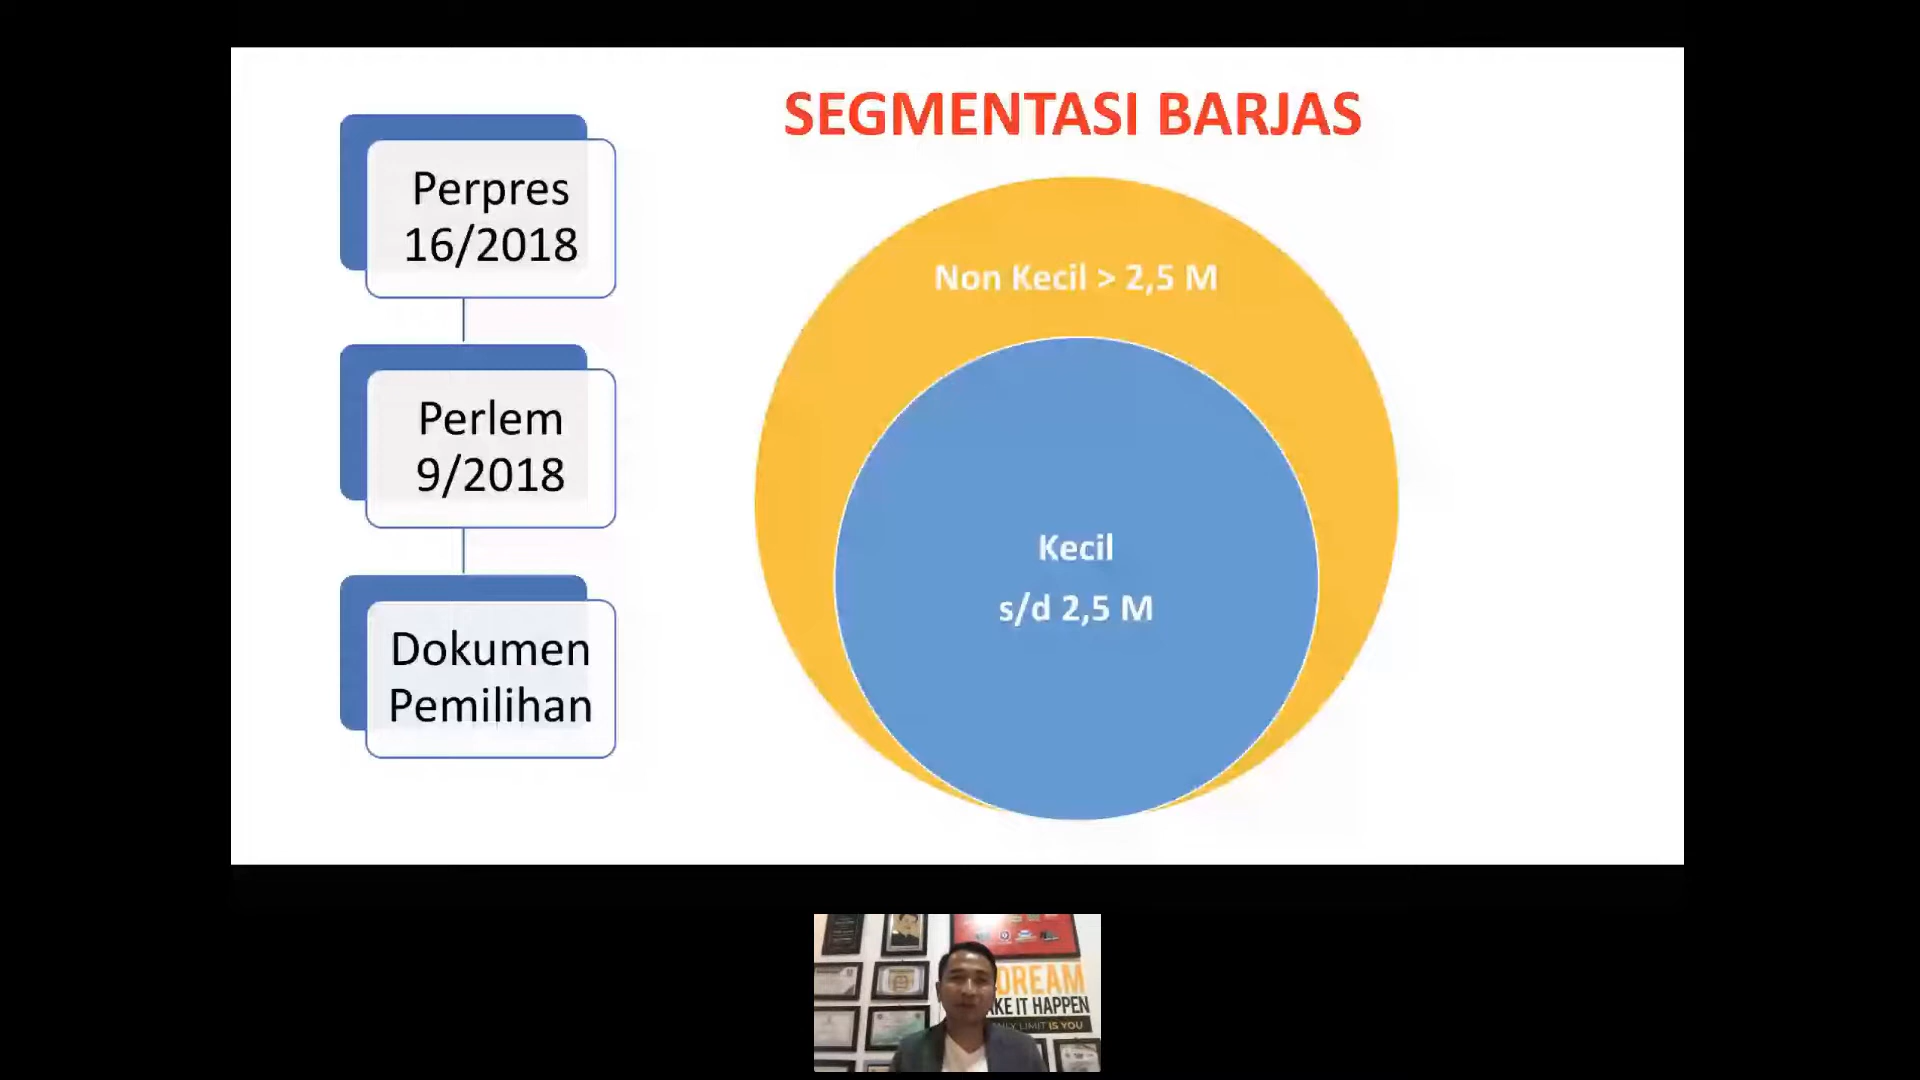 SEGMENTASI BARJAS
Perpres
16/2018
Perlem
9/2018
Dokumen
Pemilihan
Non Kecil > 2,5 M
Kecil
s/d 2,5 M
DREAM
KE IT HAPPEN
ONLY LIMIT IS YOU